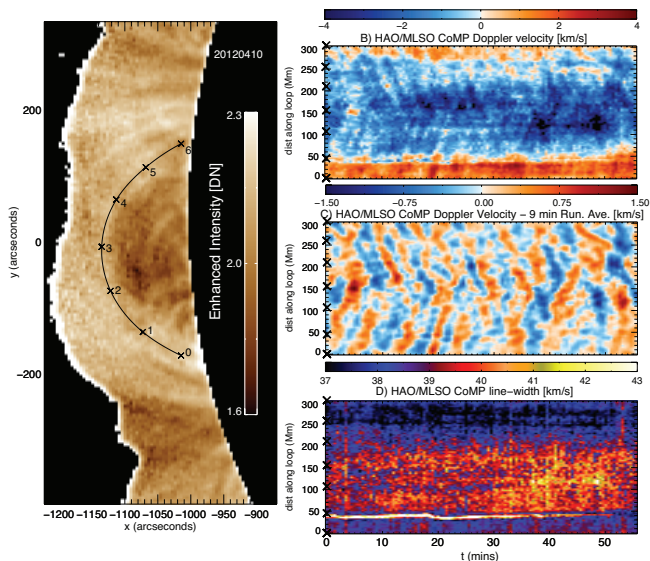 20120410
2.3
2.0
1.6
Enhanced Intensity [DN]
6
5
4
3
2
1
0
200
0
−200
y (arcseconds)
−1200 −1150 −1100 −1050 −1000 −950 −900
x (arcseconds)
−4 −2 0 2 4
B) HAO/MLSO CoMP Doppler velocity [km/s]
300
250
200
150
100
50
0
dist along loop (Mm)
−1.50 −0.75 0.00 0.75 1.50
C) HAO/MLSO CoMP Doppler Velocity − 9 min Run. Ave. [km/s]
300
250
200
150
100
50
0
dist along loop (Mm)
37 38 39 40 41 42 43
D) HAO/MLSO CoMP line−width [km/s]
300
250
200
150
100
50
0
dist along loop (Mm)
0 10 20 30 40 50
t (mins)